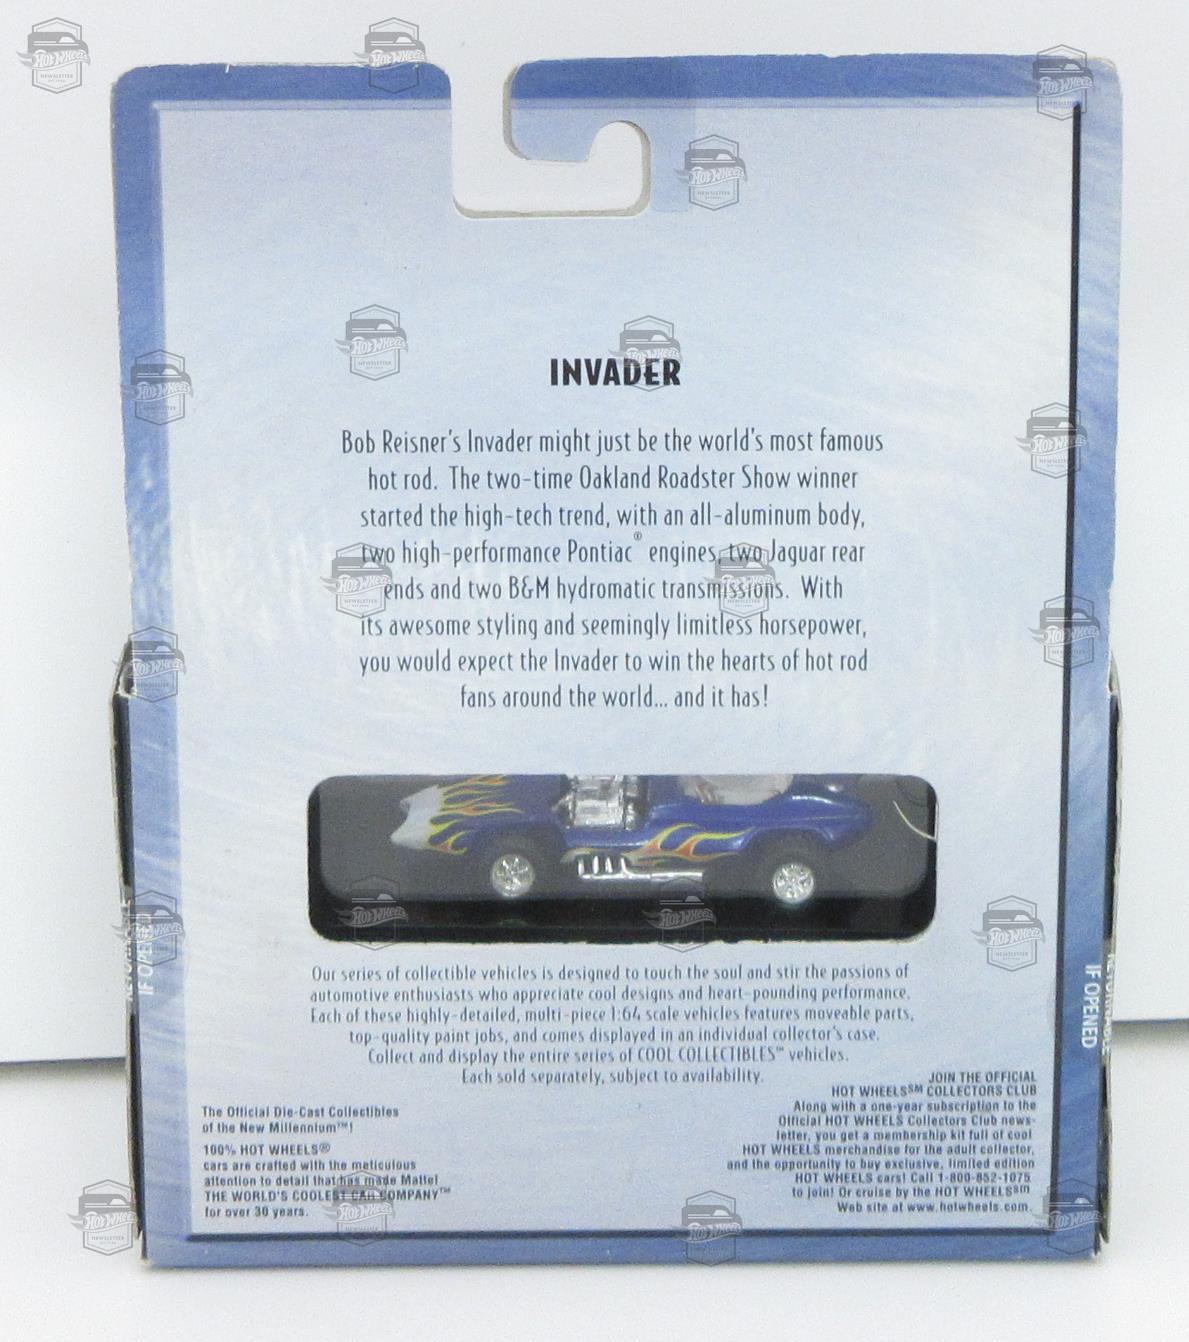 INVADER
Bob Reisner's Invader might just be the world's most famous
hot rod. The two-time Oakland Roadster Show winner
started the high-tech trend, with an all-aluminum body,
two high-performance Pontiac® engines, two Jaguar rear
ends and two B&M hydromatic transmissions. With
its awesome styling and seemingly limitless horsepower,
you would expect the Invader to win the hearts of hot rod
fans around the world... and it has!
Our series of collectible vehicles is designed to touch the soul and stir the passions of
automotive enthusiasts who appreciate cool designs and heart-pounding performance.
Each of these highly-detailed, multi-piece 1:64 scale vehicles features moveable parts,
top-quality paint jobs, and comes displayed in an individual collector's case.
Collect and display the entire series of COOL COLLECTIBLES™ vehicles.
Each sold separately, subject to availability.
The Official Die-Cast Collectibles
of the New Millennium™!
100% HOT WHEELS®
cars are crafted with the meticulous
attention to detail that has made Mattel
THE WORLD'S COOLEST CAR COMPANY™
for over 30 years.
JOIN THE OFFICIAL
HOT WHEELS℠ COLLECTORS CLUB
Along with a one-year subscription to the
Official HOT WHEELS Collectors Club news-
letter, you get a membership kit full of cool
HOT WHEELS merchandise for the adult collector,
and the opportunity to buy exclusive, limited edition
HOT WHEELS cars! Call 1-800-852-1075
to join! Or cruise by the HOT WHEELS℠
Web site at www.hotwheels.com.
IF OPENED
IF OPENED
HOT WHEELS
NEWSLETTER